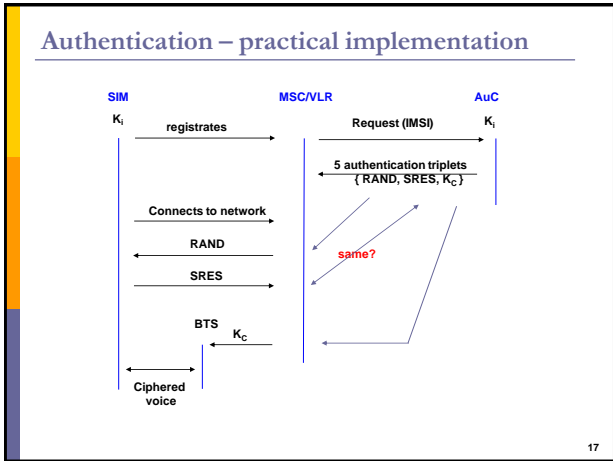 Authentication – practical implementation
SIM
MSC/VLR
AuC
Ki
registrates
Request (IMSI)
Ki
5 authentication triplets
{ RAND, SRES, KC }
Connects to network
RAND
same?
SRES
BTS
KC
Ciphered
voice
17